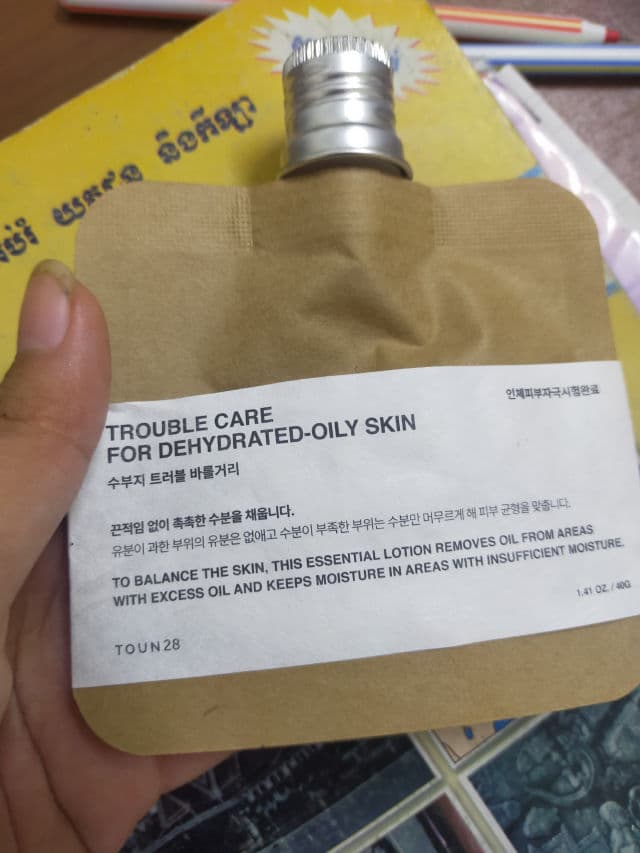 និងកីឡា
인체피부자극시험완료
TROUBLE CARE
FOR DEHYDRATED-OILY SKIN
수부지 트러블 바를거리
끈적임 없이 촉촉한 수분을 채웁니다.
유분이 과한 부위의 유분은 없애고 수분이 부족한 부위는 수분만 머무르게 해 피부 균형을 맞춥니다.
TO BALANCE THE SKIN, THIS ESSENTIAL LOTION REMOVES OIL FROM AREAS
WITH EXCESS OIL AND KEEPS MOISTURE IN AREAS WITH INSUFFICIENT MOISTURE.
1.41 OZ. / 40G
TOUN28